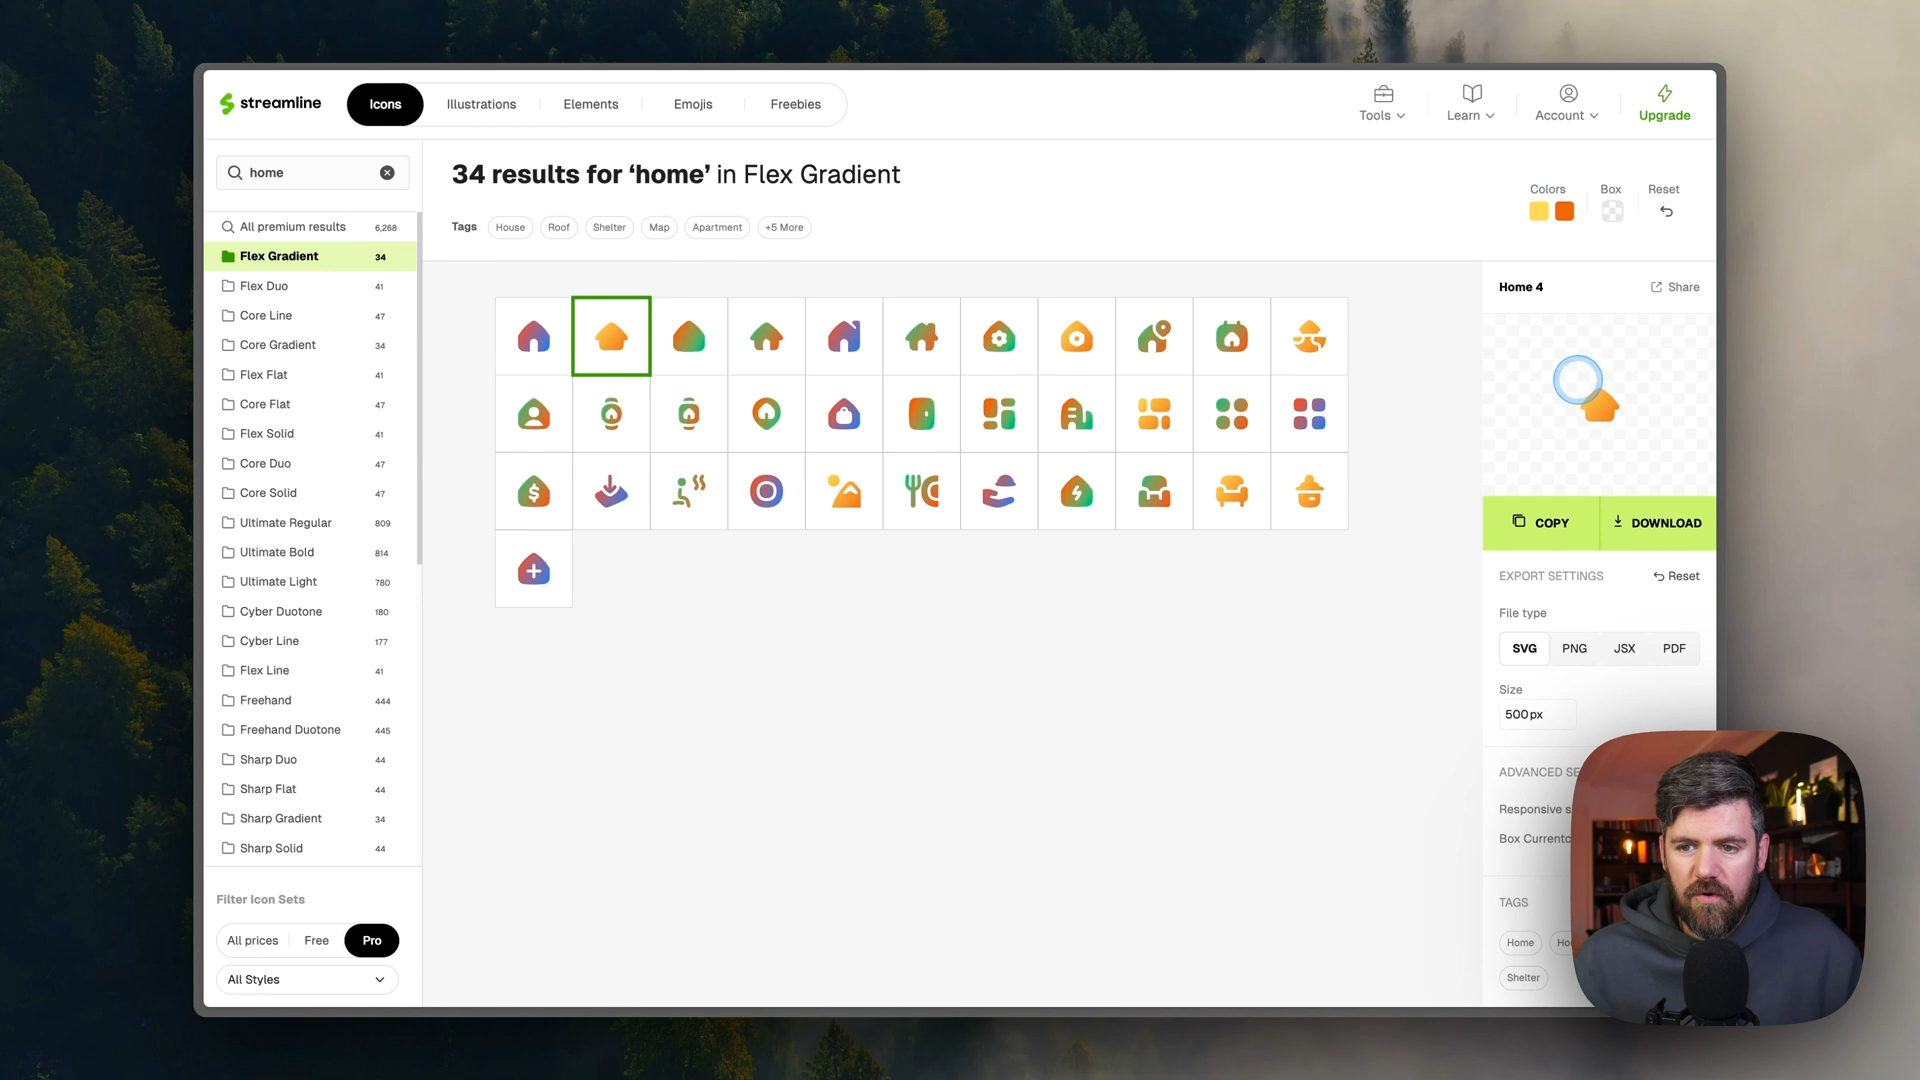 streamline
Icons
Illustrations
Elements
Emojis
Freebies
Tools
Learn
Account
Upgrade
home
34 results for ‘home’ in Flex Gradient
Colors
Box
Reset
Tags
House
Roof
Shelter
Map
Apartment
+5 More
All premium results 6,268
Flex Gradient 34
Flex Duo 41
Core Line 47
Core Gradient 34
Flex Flat 41
Core Flat 47
Flex Solid 41
Core Duo 47
Core Solid 47
Ultimate Regular 809
Ultimate Bold 814
Ultimate Light 780
Cyber Duotone 180
Cyber Line 177
Flex Line 41
Freehand 444
Freehand Duotone 445
Sharp Duo 44
Sharp Flat 44
Sharp Gradient 34
Sharp Solid 44
Filter Icon Sets
All prices
Free
Pro
All Styles
Home 4
Share
COPY
DOWNLOAD
EXPORT SETTINGS
Reset
File type
SVG
PNG
JSX
PDF
Size
500px
ADVANCED SE
Responsive s
Box Currentc
TAGS
Home
Hou
Shelter